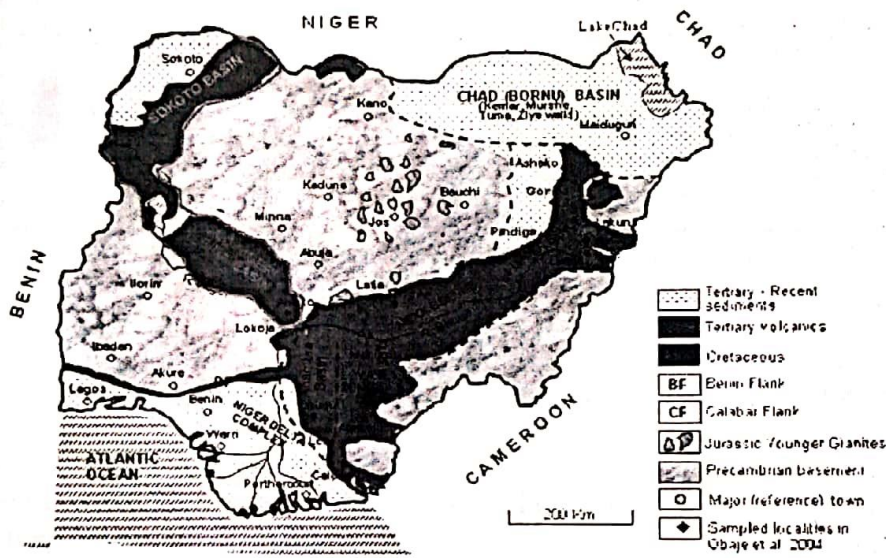 NIGER
CHAD
Lake Chad
Sokoto
SOKOTO BASIN
CHAD (BORNU) BASIN
Kano
Maiduguri
Kaduna
Bauchi
Minna
Jos
Pindiga
Abuja
BENIN
Ilorin
Lafia
Lokoja
Ibadan
Akure
Lagos
Benin
NIGER DELTA
COMPLEX
Warri
ATLANTIC
OCEAN
CAMEROON
200 km
Tertiary - Recent
sediments
Tertiary Volcanics
Cretaceous
BF Benin Flank
CF Calabar Flank
Jurassic Younger Granites
Precambrian basement
Major (reference) town
Sampled localities in
Obaje et al. 2004